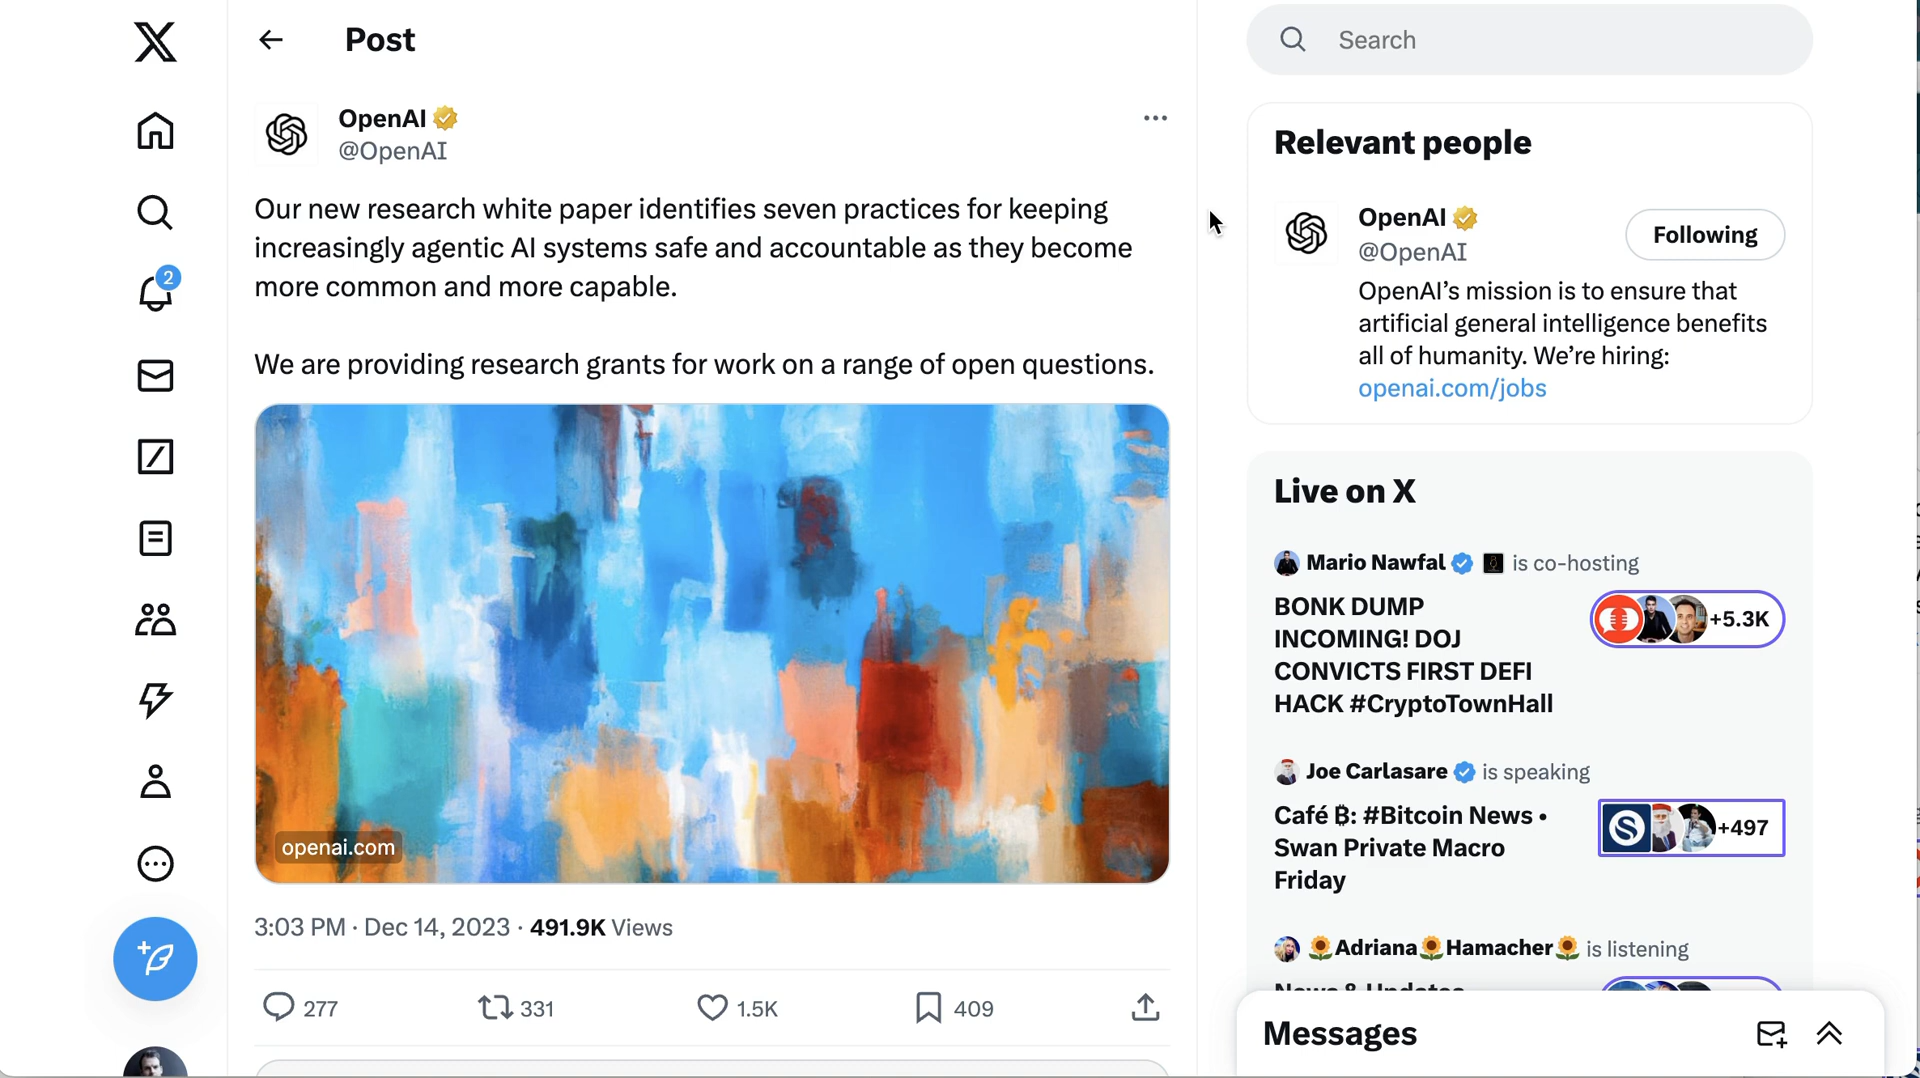 Post
OpenAI
@OpenAI
Our new research white paper identifies seven practices for keeping
increasingly agentic AI systems safe and accountable as they become
more common and more capable.
We are providing research grants for work on a range of open questions.
openai.com
3:03 PM · Dec 14, 2023 · 491.9K Views
277 331 1.5K 409
2
Search
Relevant people
OpenAI
@OpenAI
Following
OpenAI’s mission is to ensure that
artificial general intelligence benefits
all of humanity. We’re hiring:
openai.com/jobs
Live on X
Mario Nawfal is co-hosting
BONK DUMP
INCOMING! DOJ
CONVICTS FIRST DEFI
HACK #CryptoTownHall
+5.3K
Joe Carlasare is speaking
Café ₿: #Bitcoin News •
Swan Private Macro
Friday
+497
🌻Adriana🌻Hamacher🌻 is listening
News & Updates
Messages